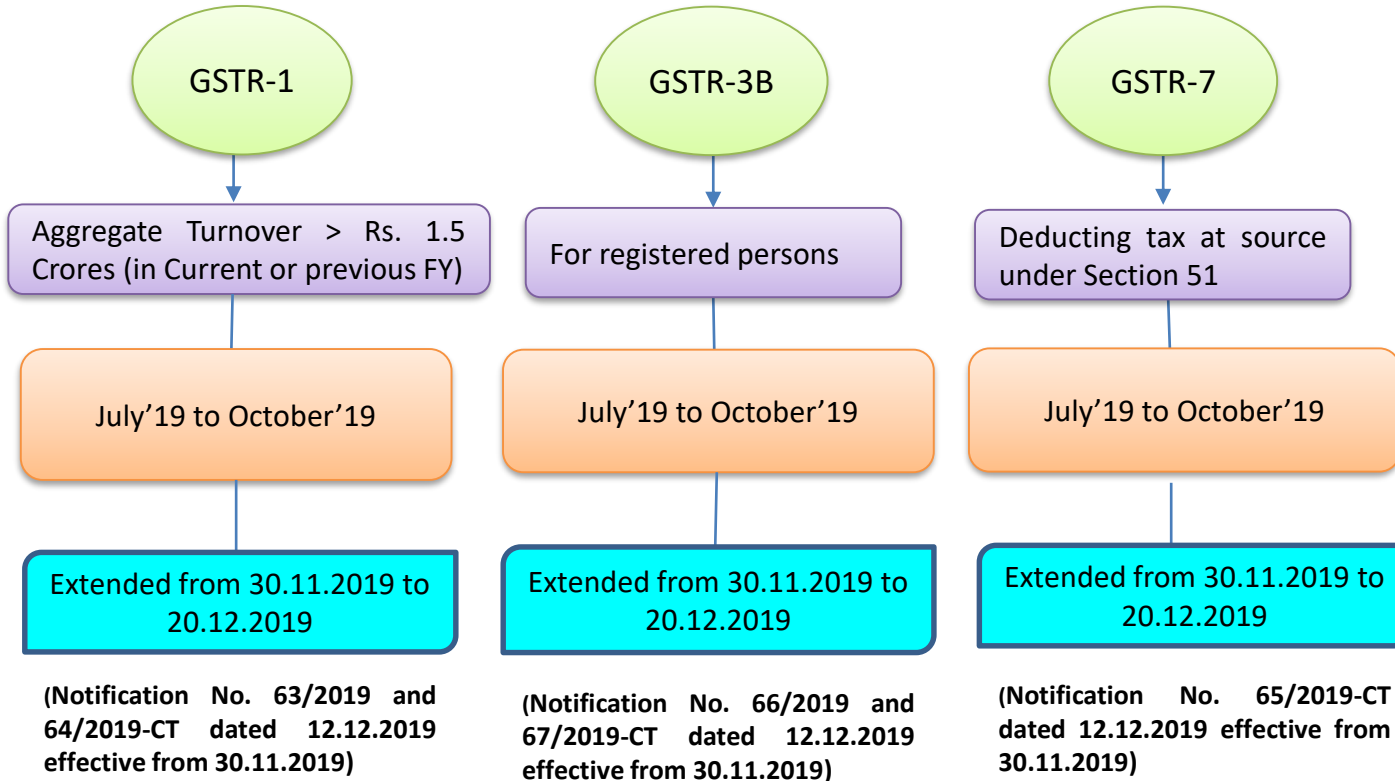 GSTR-1
Aggregate Turnover > Rs. 1.5
Crores (in Current or previous FY)
July’19 to October’19
Extended from 30.11.2019 to
20.12.2019
(Notification No. 63/2019 and
64/2019-CT dated 12.12.2019
effective from 30.11.2019)
GSTR-3B
For registered persons
July’19 to October’19
Extended from 30.11.2019 to
20.12.2019
(Notification No. 66/2019 and
67/2019-CT dated 12.12.2019
effective from 30.11.2019)
GSTR-7
Deducting tax at source
under Section 51
July’19 to October’19
Extended from 30.11.2019 to
20.12.2019
(Notification No. 65/2019-CT
dated 12.12.2019 effective from
30.11.2019)